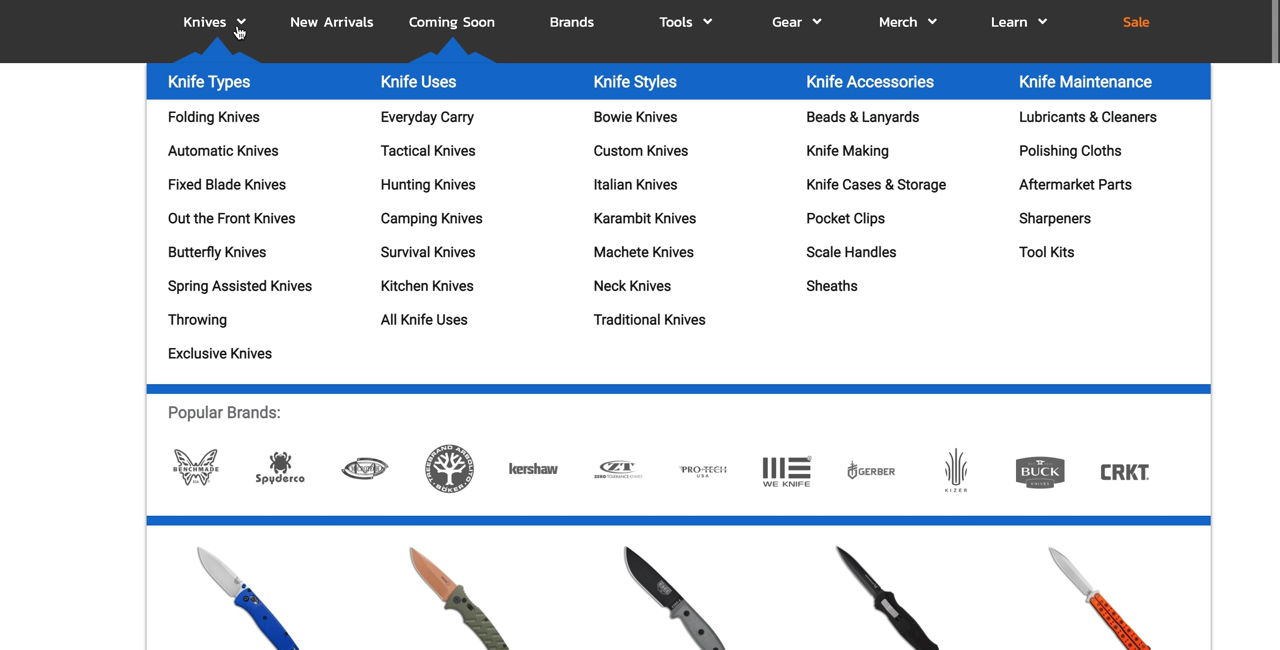 Knives New Arrivals Coming Soon Brands Tools Gear Merch Learn Sale
Knife Types Knife Uses Knife Styles Knife Accessories Knife Maintenance
Folding Knives Everyday Carry Bowie Knives Beads & Lanyards Lubricants & Cleaners
Automatic Knives Tactical Knives Custom Knives Knife Making Polishing Cloths
Fixed Blade Knives Hunting Knives Italian Knives Knife Cases & Storage Aftermarket Parts
Out the Front Knives Camping Knives Karambit Knives Pocket Clips Sharpeners
Butterfly Knives Survival Knives Machete Knives Scale Handles Tool Kits
Spring Assisted Knives Kitchen Knives Neck Knives Sheaths
Throwing All Knife Uses Traditional Knives
Exclusive Knives
Popular Brands:
BENCHMADE
Spyderco
kershaw
ZT
ZERO TOLERANCE KNIVES
PRO-TECH
USA
WE KNIFE
GERBER
KIZER
BUCK
KNIVES
CRKT